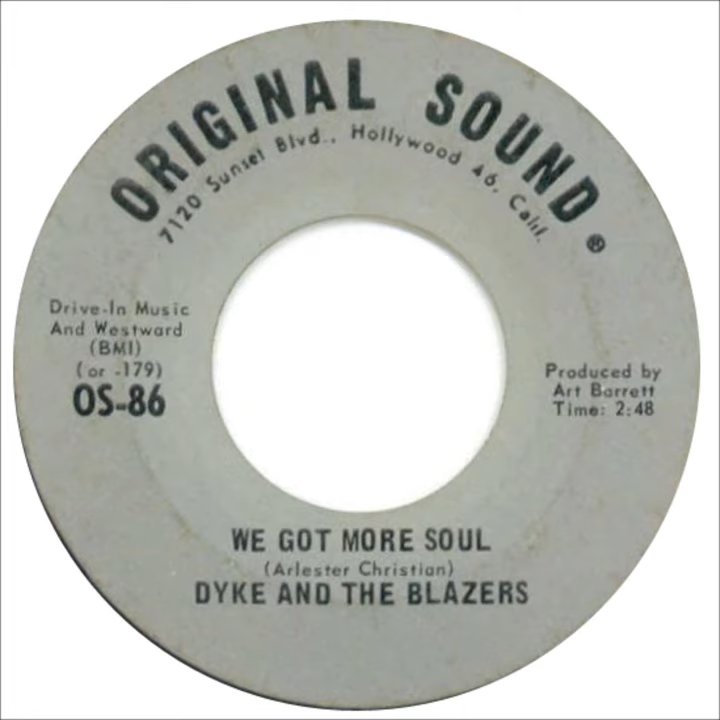 ORIGINAL SOUND ®
7120 Sunset Blvd., Hollywood 46, Calif.
Drive-In Music
And Westward
(BMI)
(or -179)
OS-86
Produced by
Art Barrett
Time: 2:48
WE GOT MORE SOUL
(Arlester Christian)
DYKE AND THE BLAZERS